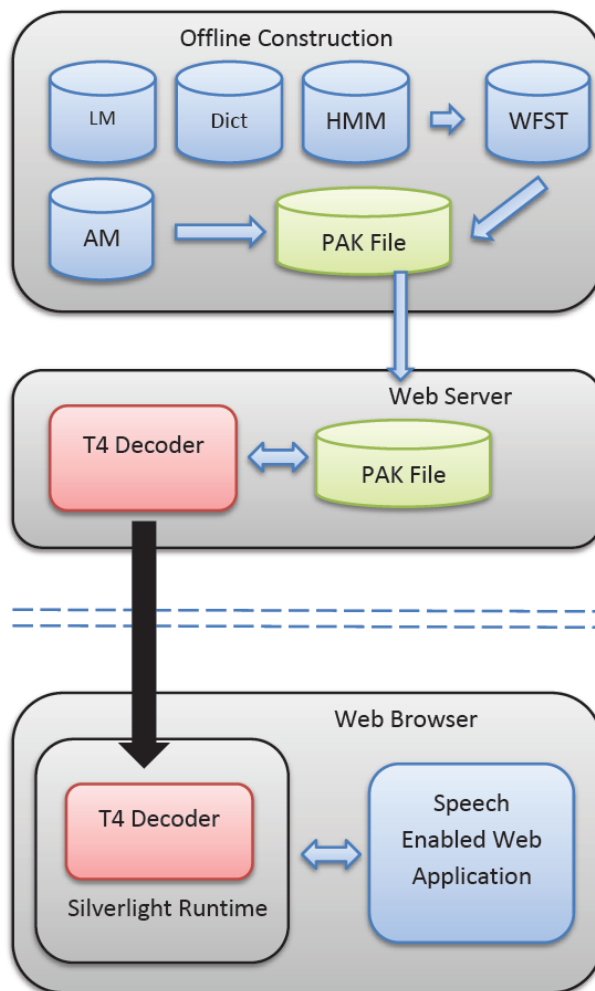 Offline Construction
LM
Dict
HMM
WFST
AM
PAK File
Web Server
T4 Decoder
PAK File
Web Browser
T4 Decoder
Silverlight Runtime
Speech
Enabled Web
Application